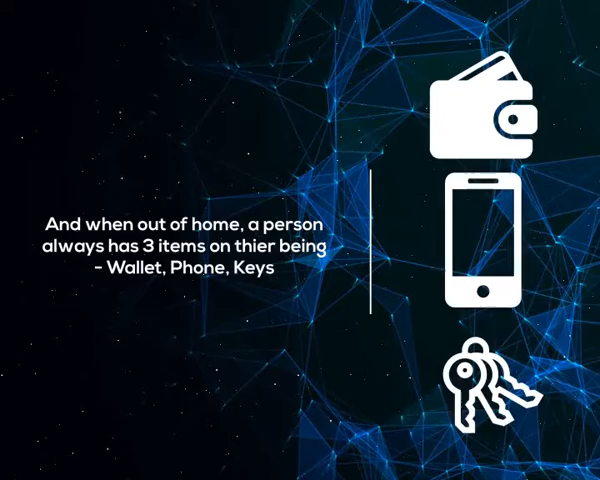 And when out of home, a person
always has 3 items on thier being
- Wallet, Phone, Keys